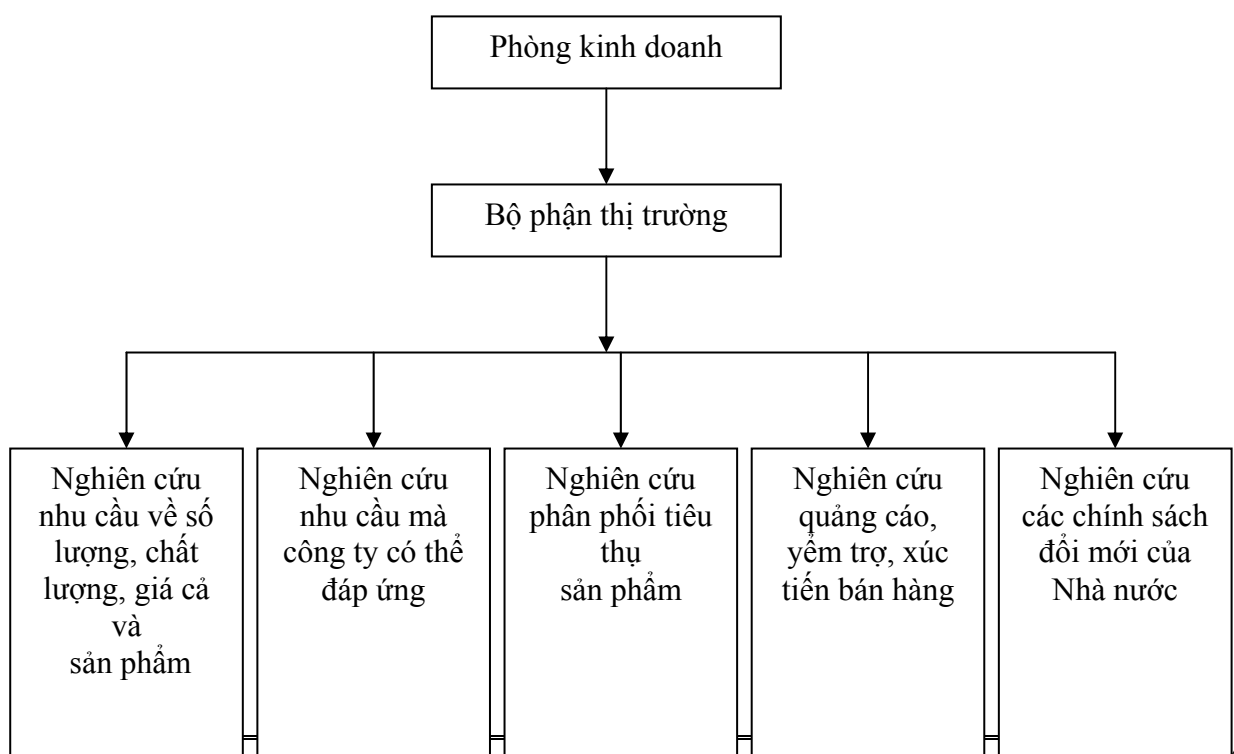 Phòng kinh doanh
Bộ phận thị trường
Nghiên cứu
nhu cầu về số
lượng, chất
lượng, giá cả
và
sản phẩm
Nghiên cứu
nhu cầu mà
công ty có thể
đáp ứng
Nghiên cứu
phân phối tiêu
thụ
sản phẩm
Nghiên cứu
quảng cáo,
yểm trợ, xúc
tiến bán hàng
Nghiên cứu
các chính sách
đổi mới của
Nhà nước